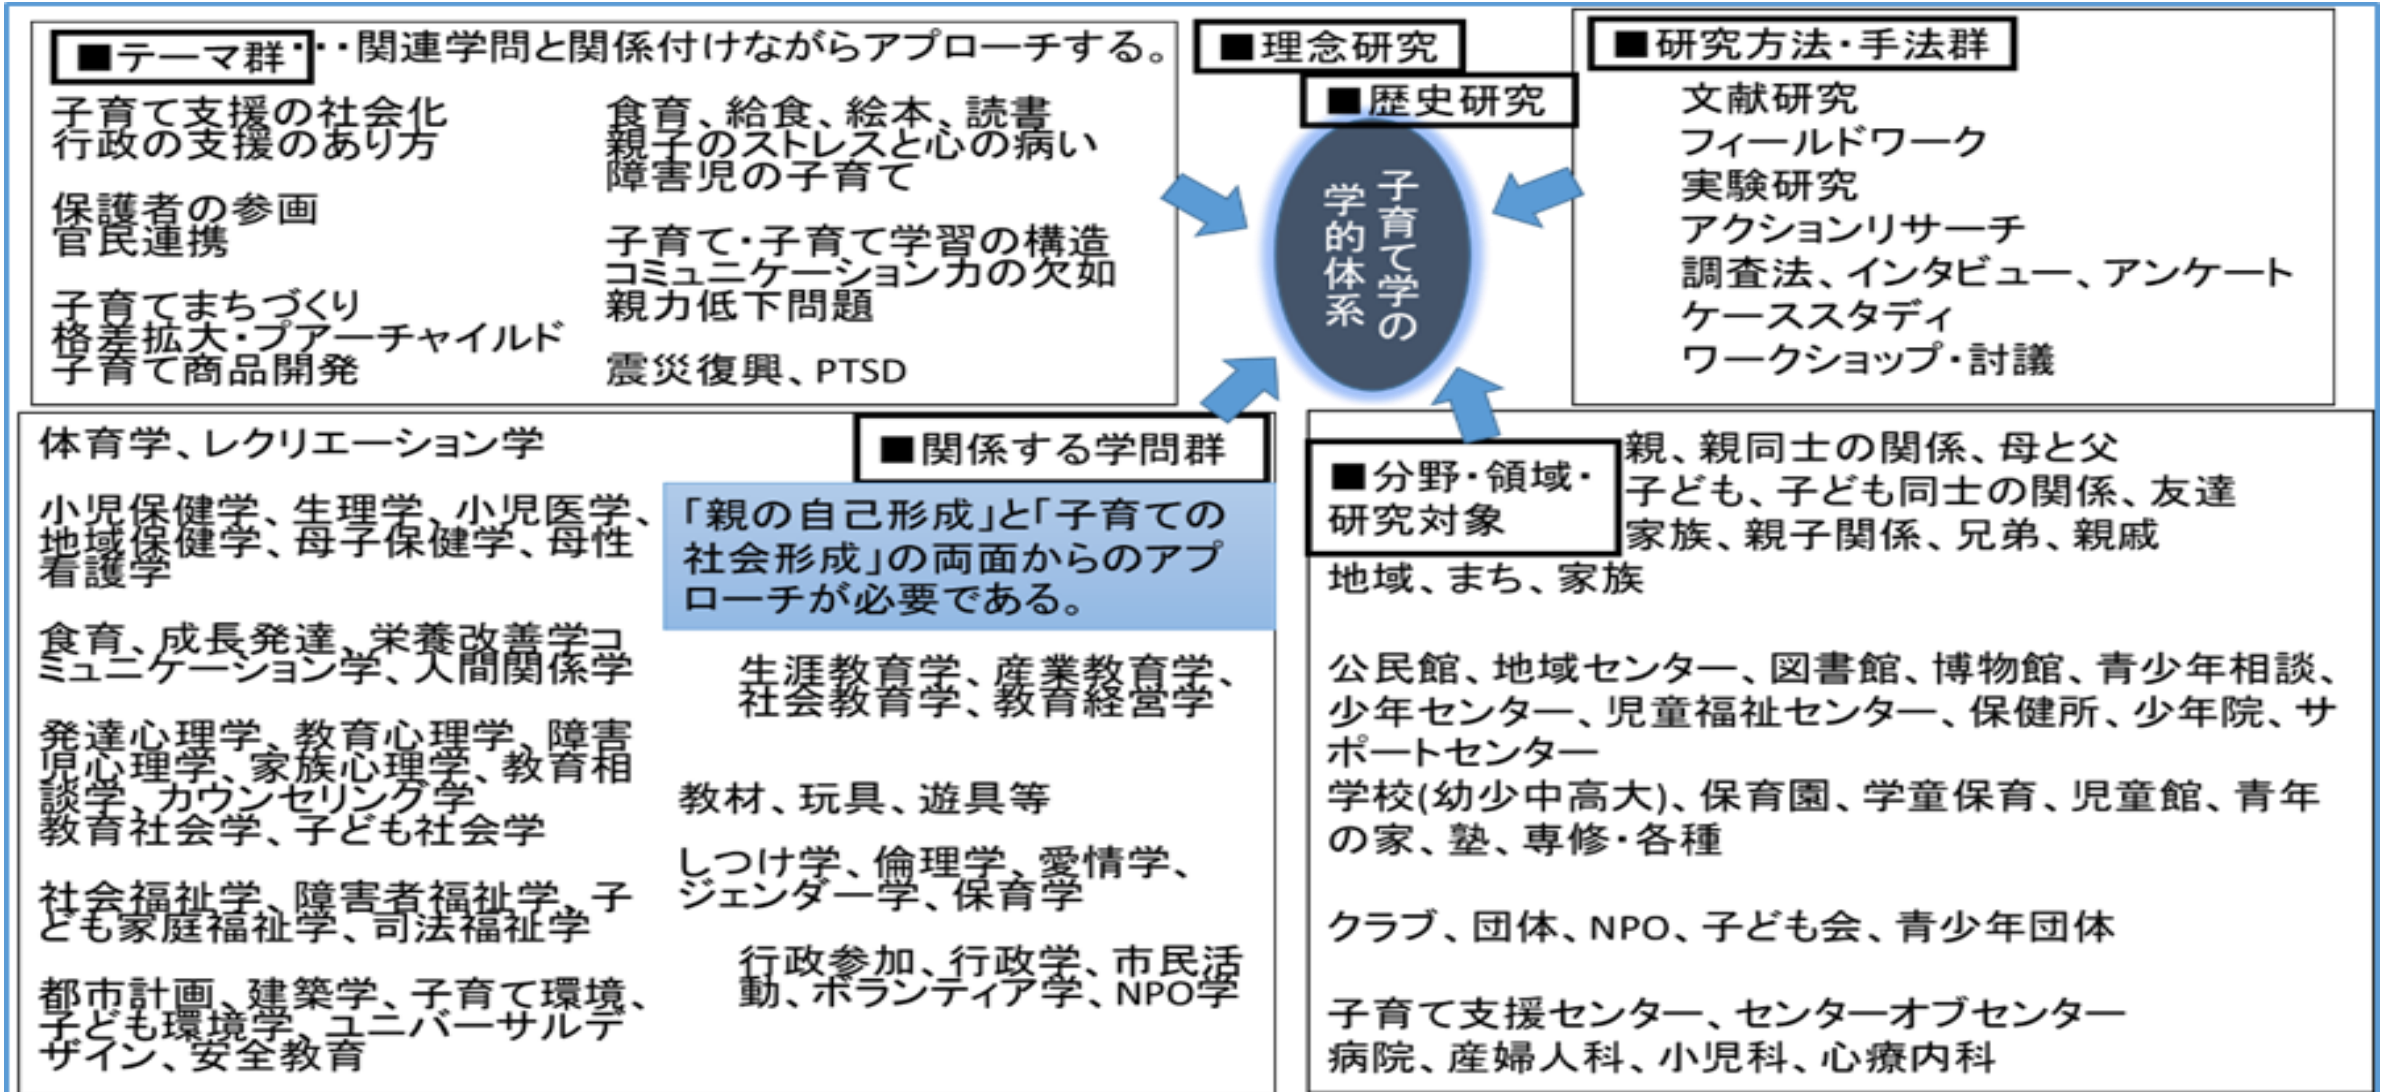 ■テーマ群・・・関連学問と関係付けながらアプローチする。
子育て支援の社会化
行政の支援のあり方
保護者の参画
官民連携
子育てまちづくり
格差拡大・プアーチャイルド
子育て商品開発
食育、給食、絵本、読書
親子のストレスと心の病い
障害児の子育て
子育て・子育て学習の構造
コミュニケーション力の欠如
親力低下問題
震災復興、PTSD
■理念研究
■歴史研究
子育て学の
学的体系
■研究方法・手法群
文献研究
フィールドワーク
実験研究
アクションリサーチ
調査法、インタビュー、アンケート
ケーススタディ
ワークショップ・討議
■関係する学問群
体育学、レクリエーション学
小児保健学、生理学、小児医学、
地域保健学、母子保健学、母性
看護学
食育、成長発達、栄養改善学コ
ミュニケーション学、人間関係学
発達心理学、教育心理学、障害
児心理学、家族心理学、教育相
談学、カウンセリング学
教育社会学、子ども社会学
社会福祉学、障害者福祉学、子
ども家庭福祉学、司法福祉学
都市計画、建築学、子育て環境、
子ども環境学、ユニバーサルデ
ザイン、安全教育
「親の自己形成」と「子育ての
社会形成」の両面からのアプ
ローチが必要である。
生涯教育学、産業教育学、
社会教育学、教育経営学
教材、玩具、遊具等
しつけ学、倫理学、愛情学、
ジェンダー学、保育学
行政参加、行政学、市民活
動、ボランティア学、NPO学
■分野・領域・
研究対象
親、親同士の関係、母と父
子ども、子ども同士の関係、友達
家族、親子関係、兄弟、親戚
地域、まち、家族
公民館、地域センター、図書館、博物館、青少年相談、
少年センター、児童福祉センター、保健所、少年院、サ
ポートセンター
学校(幼少中高大)、保育園、学童保育、児童館、青年
の家、塾、専修・各種
クラブ、団体、NPO、子ども会、青少年団体
子育て支援センター、センターオブセンター
病院、産婦人科、小児科、心療内科